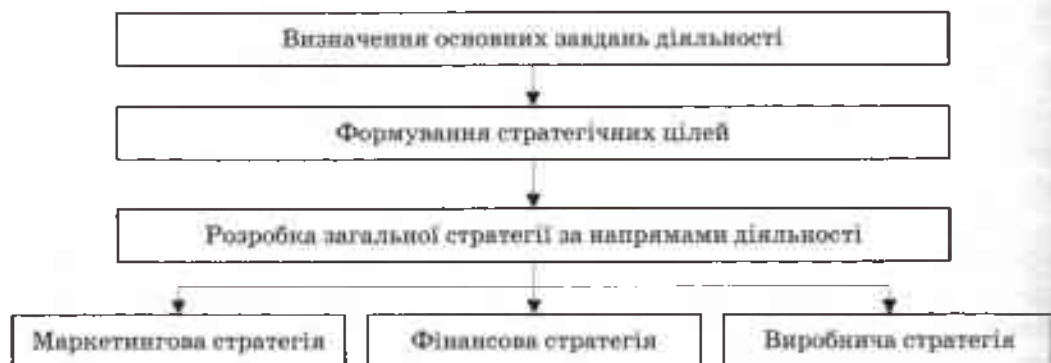 Визначення основних завдань діяльності
Формування стратегічних цілей
Розробка загальної стратегії за напрямами діяльності
Маркетингова стратегія
Фінансова стратегія
Виробнича стратегія